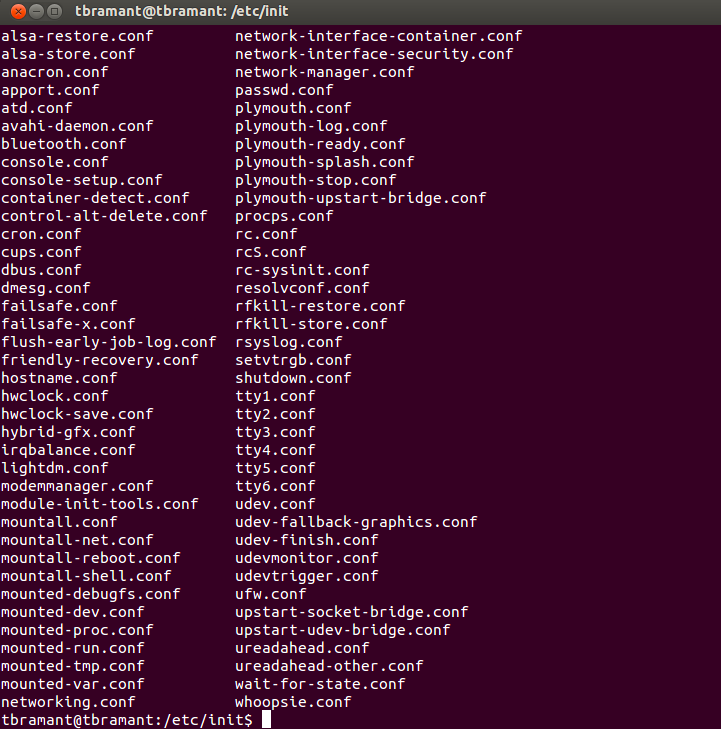 tbramant@tbramant: /etc/init
alsa-restore.conf network-interface-container.conf
alsa-store.conf network-interface-security.conf
anacron.conf network-manager.conf
apport.conf passwd.conf
atd.conf plymouth.conf
avahi-daemon.conf plymouth-log.conf
bluetooth.conf plymouth-ready.conf
console.conf plymouth-splash.conf
console-setup.conf plymouth-stop.conf
container-detect.conf plymouth-upstart-bridge.conf
control-alt-delete.conf procps.conf
cron.conf rc.conf
cups.conf rcS.conf
dbus.conf rc-sysinit.conf
dmesg.conf resolvconf.conf
failsafe.conf rfkill-restore.conf
failsafe-x.conf rfkill-store.conf
flush-early-job-log.conf rsyslog.conf
friendly-recovery.conf setvtrgb.conf
hostname.conf shutdown.conf
hwclock.conf tty1.conf
hwclock-save.conf tty2.conf
hybrid-gfx.conf tty3.conf
irqbalance.conf tty4.conf
lightdm.conf tty5.conf
modemmanager.conf tty6.conf
module-init-tools.conf udev.conf
mountall.conf udev-fallback-graphics.conf
mountall-net.conf udev-finish.conf
mountall-reboot.conf udevmonitor.conf
mountall-shell.conf udevtrigger.conf
mounted-debugfs.conf ufw.conf
mounted-dev.conf upstart-socket-bridge.conf
mounted-proc.conf upstart-udev-bridge.conf
mounted-run.conf ureadahead.conf
mounted-tmp.conf ureadahead-other.conf
mounted-var.conf wait-for-state.conf
networking.conf whoopsie.conf
tbramant@tbramant:/etc/init$